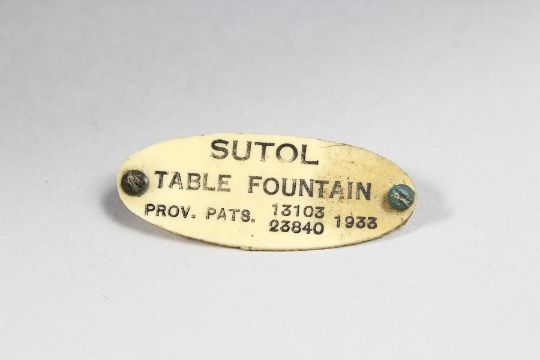 SUTOL
TABLE FOUNTAIN
PROV. PATS. 13103 1933
23840